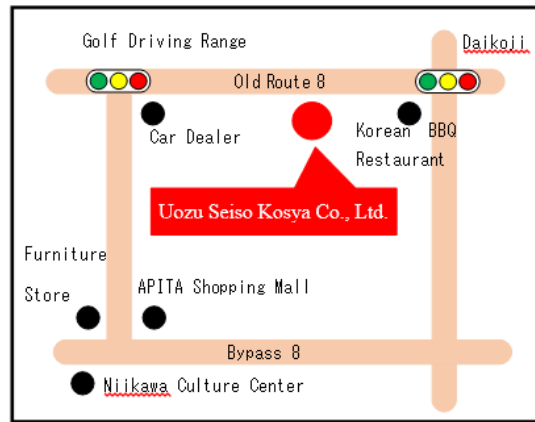 Golf Driving Range
Daikoji
Old Route 8
Car Dealer
Korean BBQ
Restaurant
Uozu Seiso Kosya Co., Ltd.
Furniture
Store
APITA Shopping Mall
Bypass 8
Niikawa Culture Center